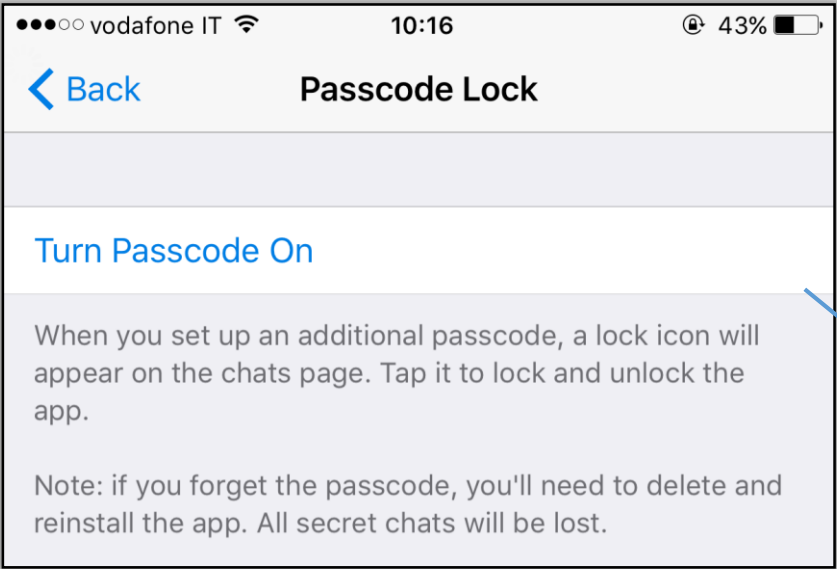 vodafone IT 10:16 43%
Back Passcode Lock
Turn Passcode On
When you set up an additional passcode, a lock icon will
appear on the chats page. Tap it to lock and unlock the
app.
Note: if you forget the passcode, you'll need to delete and
reinstall the app. All secret chats will be lost.